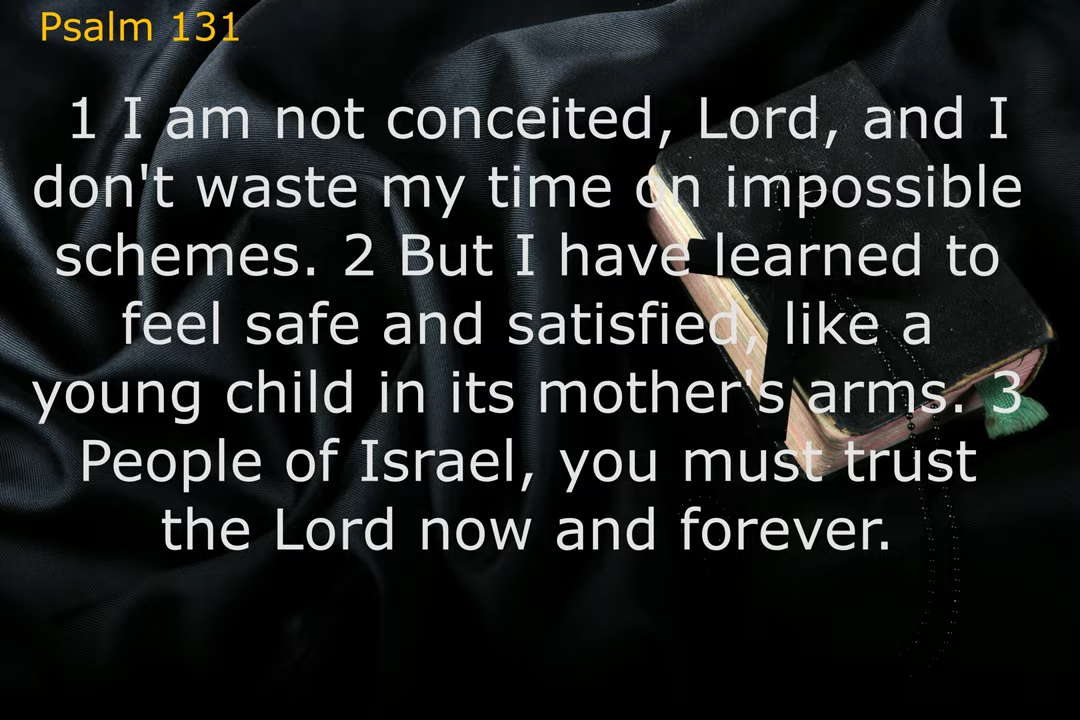 Psalm 131
1 I am not conceited, Lord, and I
don't waste my time on impossible
schemes. 2 But I have learned to
feel safe and satisfied, like a
young child in its mother's arms. 3
People of Israel, you must trust
the Lord now and forever.